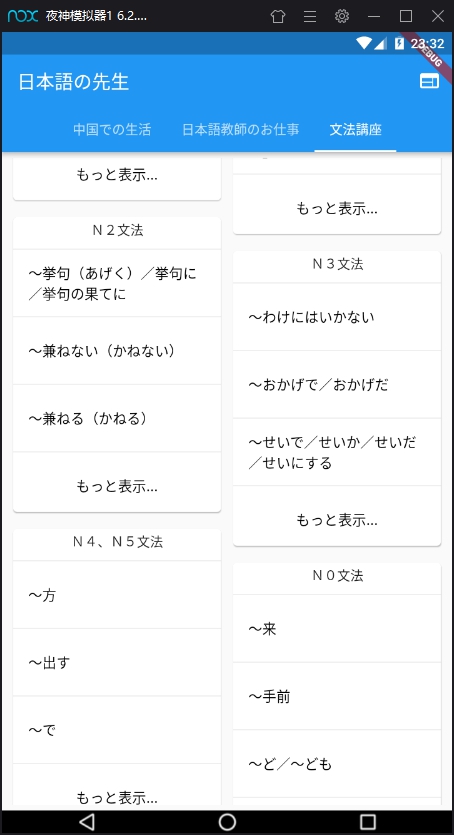 nox 夜神模拟器1 6.2....
23:32
DEBUG
日本語の先生
中国での生活 日本語教師のお仕事 文法講座
もっと表示...
Ｎ２文法
～挙句（あげく）／挙句に
／挙句の果てに
～兼ねない（かねない）
～兼ねる（かねる）
もっと表示...
Ｎ４、Ｎ５文法
～方
～出す
～で
もっと表示...
もっと表示...
Ｎ３文法
～わけにはいかない
～おかげで／おかげだ
～せいで／せいか／せいだ
／せいにする
もっと表示...
Ｎ０文法
～来
～手前
～ど／～ども